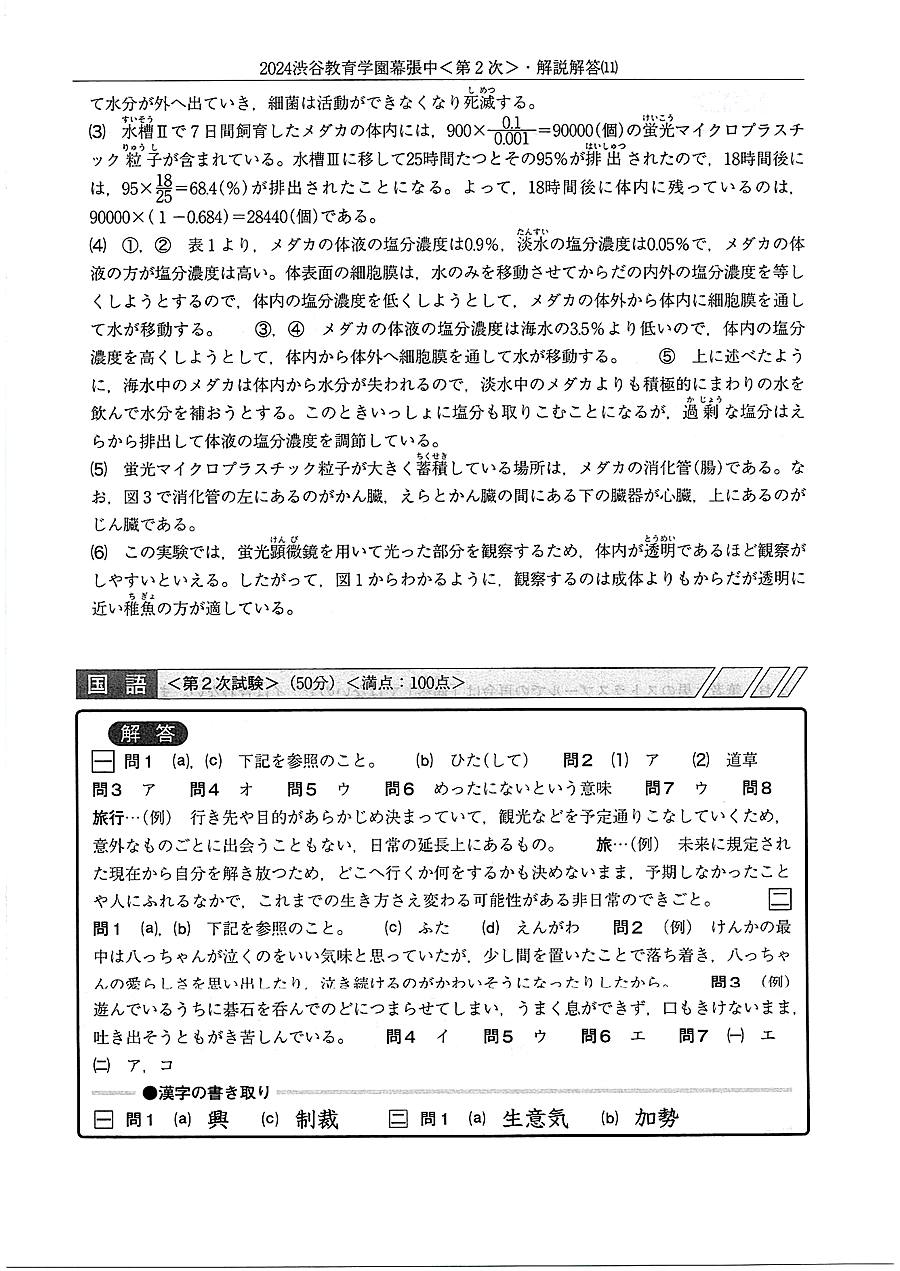 2024渋谷教育学園幕張中<第2次>・解説解答(11)
て水分が外へ出ていき，細菌は活動ができなくなり死滅する。
(3) 水槽Ⅱで7日間飼育したメダカの体内には，900×0.1/0.001＝90000(個)の蛍光マイクロプラスチ
ック粒子が含まれている。水槽Ⅲに移して25時間たつとその95％が排出されたので，18時間後に
は，95×18/25＝68.4(％)が排出されたことになる。よって，18時間後に体内に残っているのは，
90000×(1－0.684)＝28440(個)である。
(4) ①，② 表1より，メダカの体液の塩分濃度は0.9％，淡水の塩分濃度は0.05％で，メダカの体
液の方が塩分濃度は高い。体表面の細胞膜は，水のみを移動させてからだの内外の塩分濃度を等し
くしようとするので，体内の塩分濃度を低くしようとして，メダカの体外から体内に細胞膜を通し
て水が移動する。 ③，④ メダカの体液の塩分濃度は海水の3.5％より低いので，体内の塩分
濃度を高くしようとして，体内から体外へ細胞膜を通して水が移動する。 ⑤ 上に述べたよう
に，海水中のメダカは体内から水分が失われるので，淡水中のメダカよりも積極的にまわりの水を
飲んで水分を補おうとする。このときいっしょに塩分も取りこむことになるが，過剰な塩分はえ
らから排出して体液の塩分濃度を調節している。
(5) 蛍光マイクロプラスチック粒子が大きく蓄積している場所は，メダカの消化管(腸)である。な
お，図3で消化管の左にあるのがかん臓，えらとかん臓の間にある下の臓器が心臓，上にあるのが
じん臓である。
(6) この実験では，蛍光顕微鏡を用いて光った部分を観察するため，体内が透明であるほど観察が
しやすいといえる。したがって，図1からわかるように，観察するのは成体よりもからだが透明に
近い稚魚の方が適している。
国語 <第2次試験>(50分)<満点：100点>
解答
一 問1 (a)，(c) 下記を参照のこと。 (b) ひた(して) 問2 (1) ア (2) 道草
問3 ア 問4 オ 問5 ウ 問6 めったにないという意味 問7 ウ 問8
旅行…(例) 行き先や目的があらかじめ決まっていて，観光などを予定通りこなしていくため，
意外なものごとに出会うこともない，日常の延長上にあるもの。 旅…(例) 未来に規定され
た現在から自分を解き放つため，どこへ行くか何をするかも決めないまま，予期しなかったこと
や人にふれるなかで，これまでの生き方さえ変わる可能性がある非日常のできごと。 二
問1 (a)，(b) 下記を参照のこと。 (c) ふた (d) えんがわ 問2 (例) けんかの最
中は八っちゃんが泣くのをいい気味と思っていたが，少し間を置いたことで落ち着き，八っちゃ
んの愛らしさを思い出したり，泣き続けるのがかわいそうになったりしたから。 問3 (例)
遊んでいるうちに碁石を呑んでのどにつまらせてしまい，うまく息ができず，口もきけないまま，
吐き出そうともがき苦しんでいる。 問4 イ 問5 ウ 問6 エ 問7 (一) エ
(二) ア，コ
●漢字の書き取り
一 問1 (a) 興 (c) 制裁 二 問1 (a) 生意気 (b) 加勢